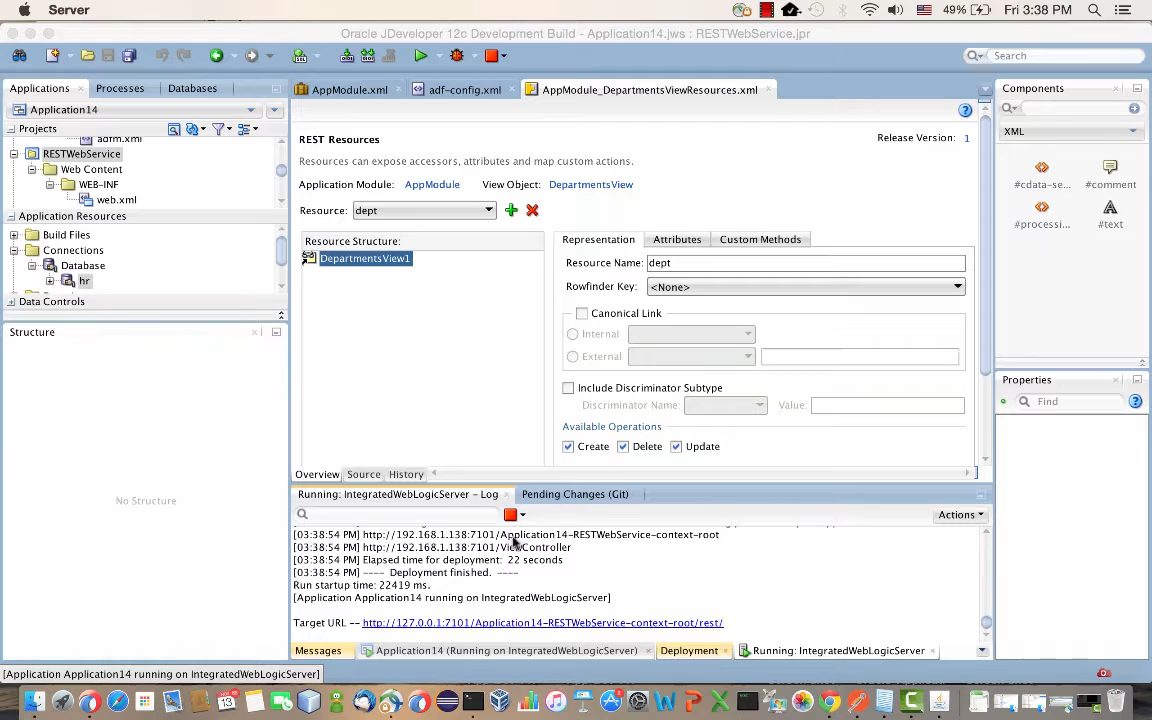 Server
49%
Fri 3:38 PM
Oracle JDeveloper 12c Development Build - Application14.jws : RESTWebService.jpr
Search
Applications
Processes
Databases
AppModule.xml
adf-config.xml
AppModule_DepartmentsViewResources.xml
Components
Application14
Projects
adfm.xml
RESTWebService
Web Content
WEB-INF
web.xml
Application Resources
Build Files
Connections
Database
hr
Data Controls
Structure
No Structure
REST Resources
Release Version: 1
Resources can expose accessors, attributes and map custom actions.
Application Module: AppModule View Object: DepartmentsView
Resource: dept
Resource Structure:
DepartmentsView1
Representation
Attributes
Custom Methods
Resource Name: dept
Rowfinder Key: <None>
Canonical Link
Internal
External
Include Discriminator Subtype
Discriminator Name:
Value:
Available Operations
Create
Delete
Update
Overview
Source
History
XML
#cdata-se...
#comment
#processi...
#text
Properties
Find
Running: IntegratedWebLogicServer - Log
Pending Changes (Git)
Actions
[03:38:54 PM] http://192.168.1.138:7101/Application14-RESTWebService-context-root
[03:38:54 PM] http://192.168.1.138:7101/ViewController
[03:38:54 PM] Elapsed time for deployment: 22 seconds
[03:38:54 PM] ---- Deployment finished. ----
Run startup time: 22419 ms.
[Application Application14 running on IntegratedWebLogicServer]
Target URL -- http://127.0.0.1:7101/Application14-RESTWebService-context-root/rest/
Messages
Application14 (Running on IntegratedWebLogicServer)
Deployment
Running: IntegratedWebLogicServer
[Application Application14 running on IntegratedWebLogicServer]